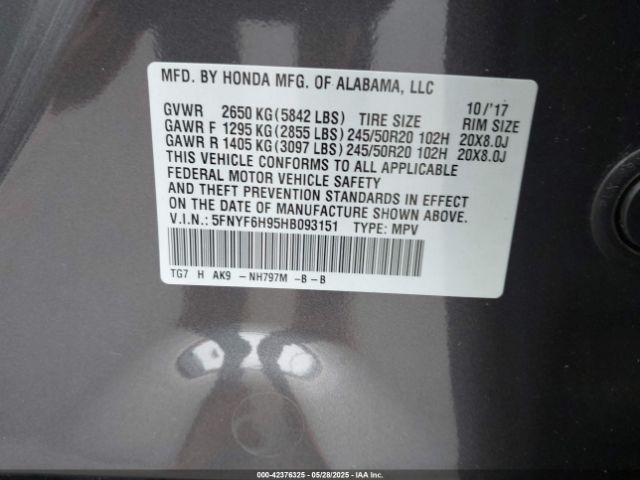 MFD. BY HONDA MFG. OF ALABAMA, LLC
10/'17
GVWR 2650 KG(5842 LBS) TIRE SIZE RIM SIZE
GAWR F 1295 KG(2855 LBS)245/50R20 102H 20X8.0J
GAWR R 1405 KG(3097 LBS)245/50R20 102H 20X8.0J
THIS VEHICLE CONFORMS TO ALL APPLICABLE
FEDERAL MOTOR VEHICLE SAFETY
AND THEFT PREVENTION STANDARDS IN EFFECT
ON THE DATE OF MANUFACTURE SHOWN ABOVE.
V.I.N.: 5FNYF6H95HB093151 TYPE: MPV
TG7 H AK9 - NH797M -B - B
00-42376325 - 05/28/2025 - IAA Inc.